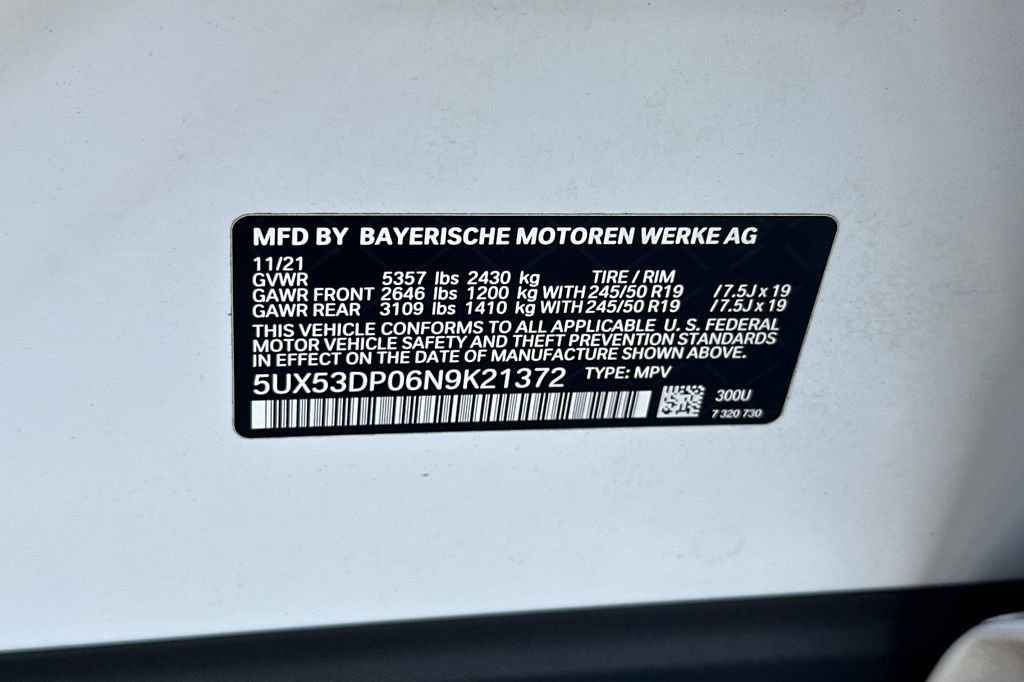 MFD BY BAYERISCHE MOTOREN WERKE AG
11/21
GVWR 5357 lbs 2430 kg TIRE / RIM
GAWR FRONT 2646 lbs 1200 kg WITH 245/50 R19 / 7.5J x 19
GAWR REAR 3109 lbs 1410 kg WITH 245/50 R19 / 7.5J x 19
THIS VEHICLE CONFORMS TO ALL APPLICABLE U. S. FEDERAL
MOTOR VEHICLE SAFETY AND THEFT PREVENTION STANDARDS
IN EFFECT ON THE DATE OF MANUFACTURE SHOWN ABOVE.
5UX53DP06N9K21372 TYPE: MPV
300U
7 320 730